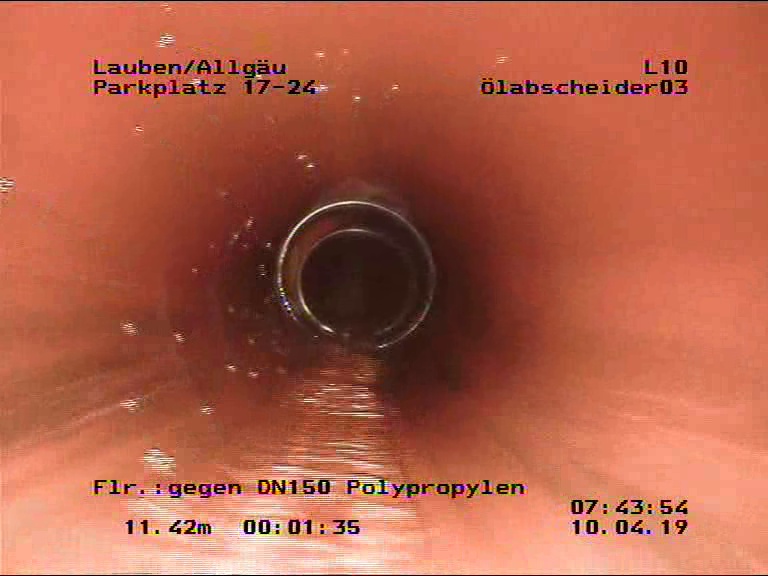 Lauben/Allgäu L10
Parkplatz 17-24 Ölabscheider03
Flr.:gegen DN150 Polypropylen
07:43:54
11.42m 00:01:35 10.04.19